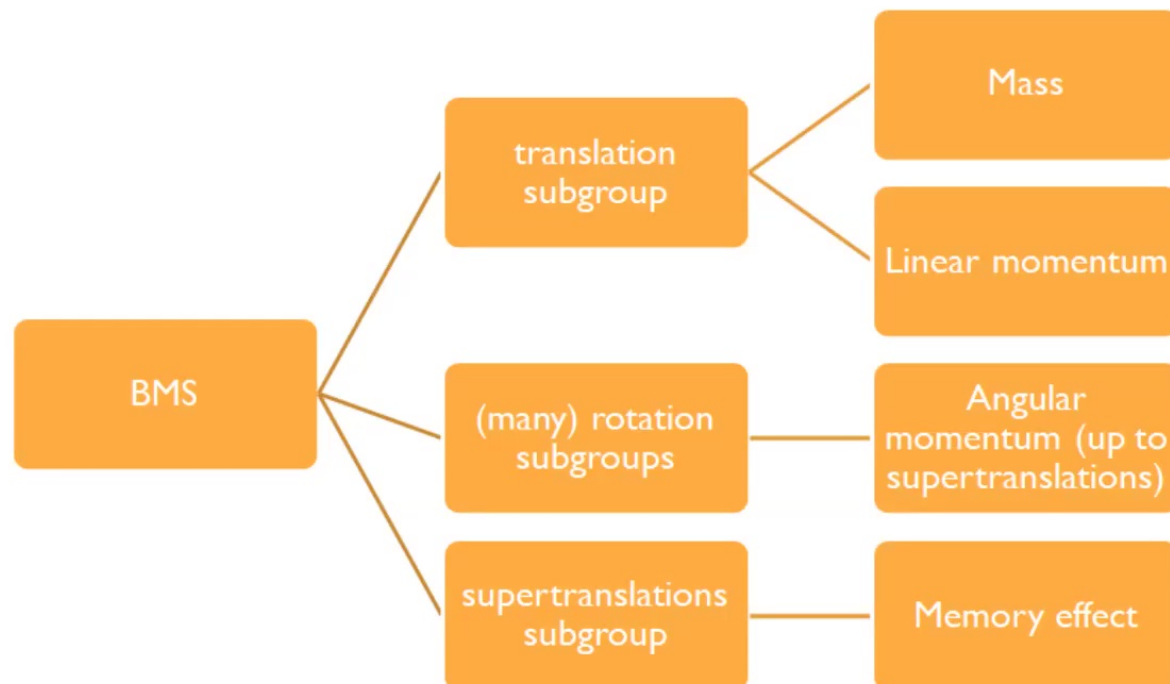 BMS
translation
subgroup
Mass
Linear momentum
(many) rotation
subgroups
Angular
momentum (up to
supertranslations)
supertranslations
subgroup
Memory effect